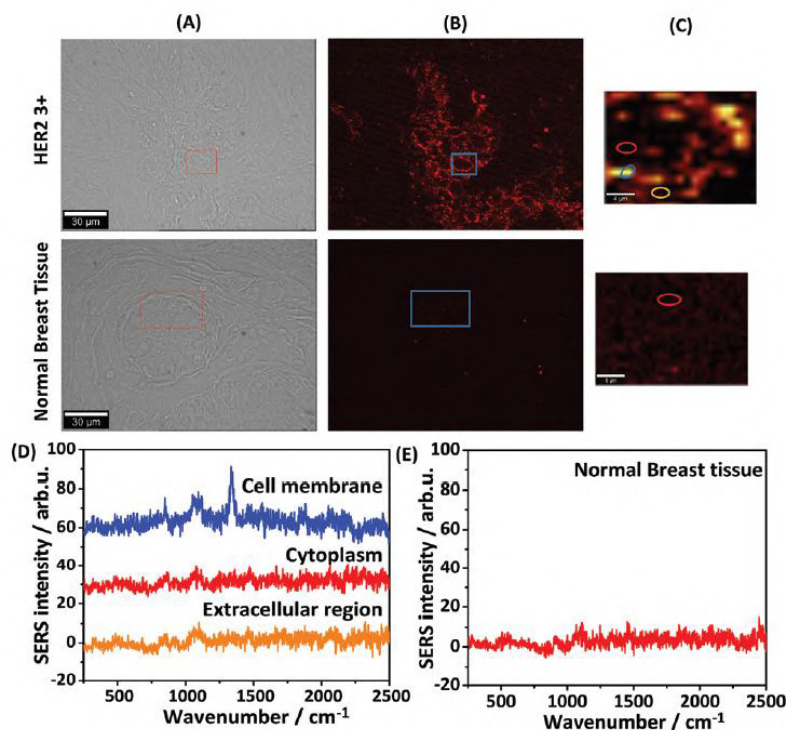 (A)
(B)
(C)
HER2 3+
30 µm
4 µm
Normal Breast Tissue
30 µm
(D)
100
80
60
40
20
0
-20
SERS intensity / arb.u.
Cell membrane
Cytoplasm
Extracellular region
500
1000
1500
2000
2500
Wavenumber / cm⁻¹
(E)
100
80
60
40
20
0
-20
SERS intensity / arb.u.
Normal Breast tissue
500
1000
1500
2000
2500
Wavenumber / cm⁻¹